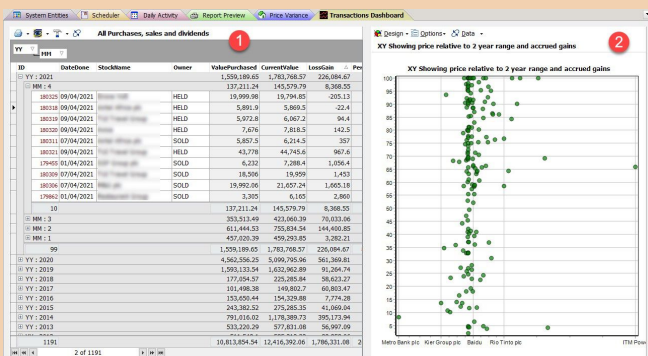 System Entities Scheduler Daily Activity Report Preview Price Variance Transactions Dashboard
All Purchases, sales and dividends
1
YY
MM
ID DateDone StockName Owner ValuePurchased CurrentValue LossGain Per
YY : 2021 1,559,189.65 1,783,768.57 226,084.67
MM : 4 137,211.24 145,579.79 8,368.55
180325 09/04/2021 HELD 19,999.98 19,794.85 -205.13
180318 09/04/2021 HELD 5,891.9 5,869.5 -22.4
180319 09/04/2021 HELD 5,972.8 6,067.2 94.4
180320 09/04/2021 HELD 7,676 7,818.5 142.5
180311 07/04/2021 SOLD 5,857.5 6,214.5 357
180321 09/04/2021 HELD 43,778 44,745.6 967.6
179455 01/04/2021 SOLD 6,232 7,288.4 1,056.4
180309 07/04/2021 SOLD 18,506 19,959 1,453
180306 07/04/2021 SOLD 19,992.06 21,657.24 1,665.18
179862 01/04/2021 SOLD 3,305 6,165 2,860
10 137,211.24 145,579.79 8,368.55
MM : 3 353,513.49 423,060.39 70,033.06
MM : 2 611,444.53 755,834.54 144,400.85
MM : 1 457,020.39 459,293.85 3,282.21
99 1,559,189.65 1,783,768.57 226,084.67
YY : 2020 4,562,556.25 5,099,795.96 561,369.81
YY : 2019 1,593,133.54 1,632,962.89 91,264.74
YY : 2018 177,054.57 225,285.84 58,623.27
YY : 2017 101,498.38 149,802.7 60,803.47
YY : 2016 153,650.44 154,329.88 7,774.28
YY : 2015 243,382.52 275,285.35 41,069.04
YY : 2014 791,016.02 1,178,389.73 395,173.94
YY : 2013 533,220.29 577,831.08 56,997.09
1191 10,813,854.54 12,416,392.06 1,786,331.08 2
2 of 1191
Design Options Data
2
XY Showing price relative to 2 year range and accrued gains
XY Showing price relative to 2 year range and accrued gains
100
95
90
85
80
75
70
65
60
55
50
45
40
35
30
25
20
15
10
5
Metro Bank plc Kier Group plc Baidu Rio Tinto plc ITM Pow